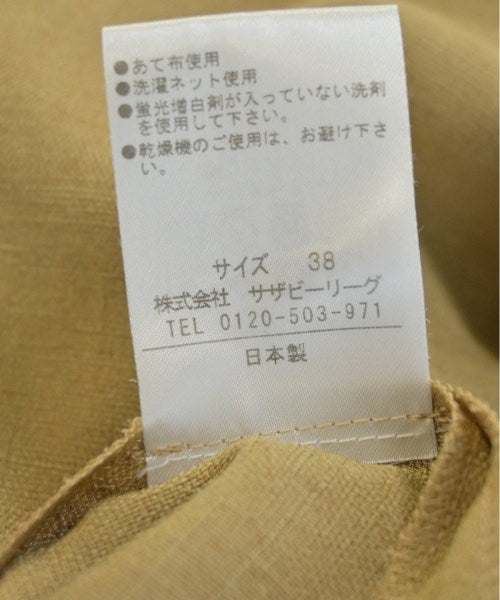 ●あて布使用
●洗濯ネット使用
●蛍光増白剤が入っていない洗剤
を使用して下さい。
●乾燥機のご使用は、お避け下さ
い。
サイズ 38
株式会社 サザビーリーグ
TEL 0120-503-971
日本製